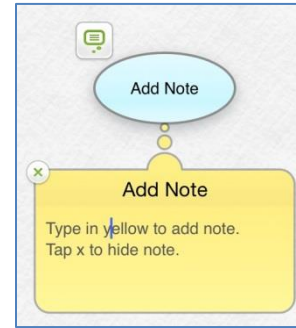 Add Note
Add Note
Type in yellow to add note.
Tap x to hide note.